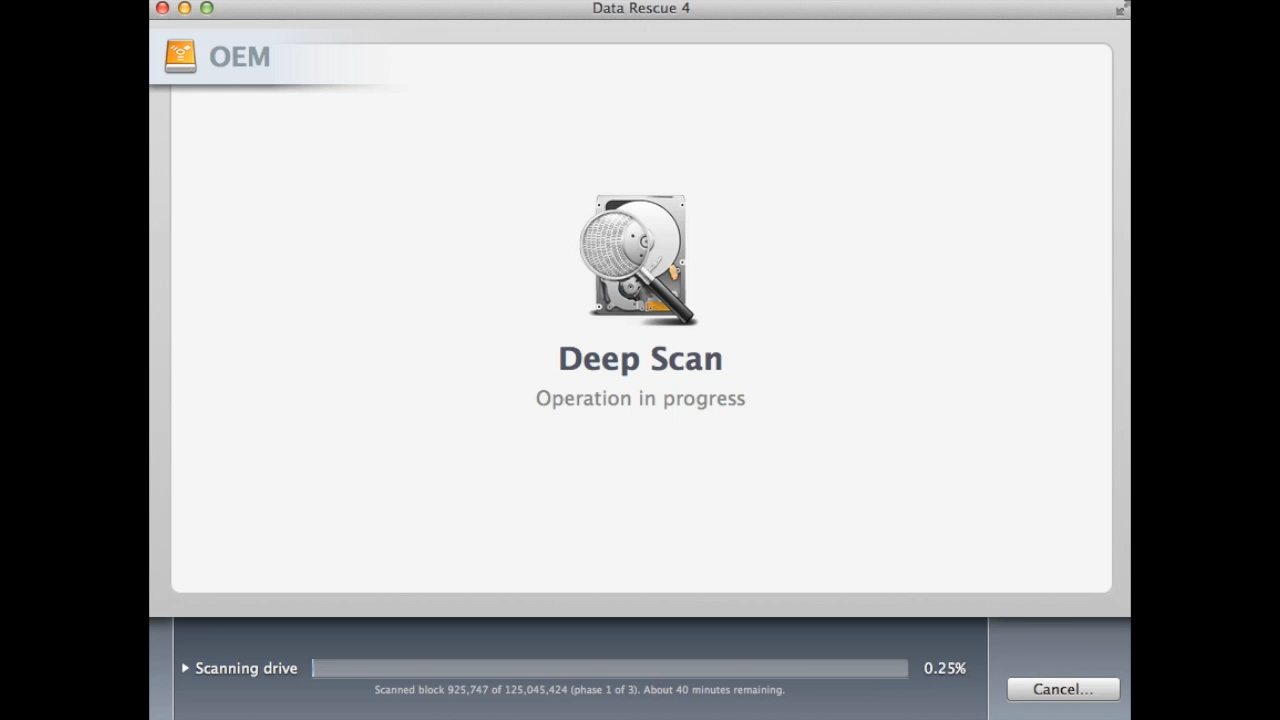 Data Rescue 4
OEM
Deep Scan
Operation in progress
Scanning drive
0.25%
Scanned block 925,747 of 125,045,424 (phase 1 of 3). About 40 minutes remaining.
Cancel...